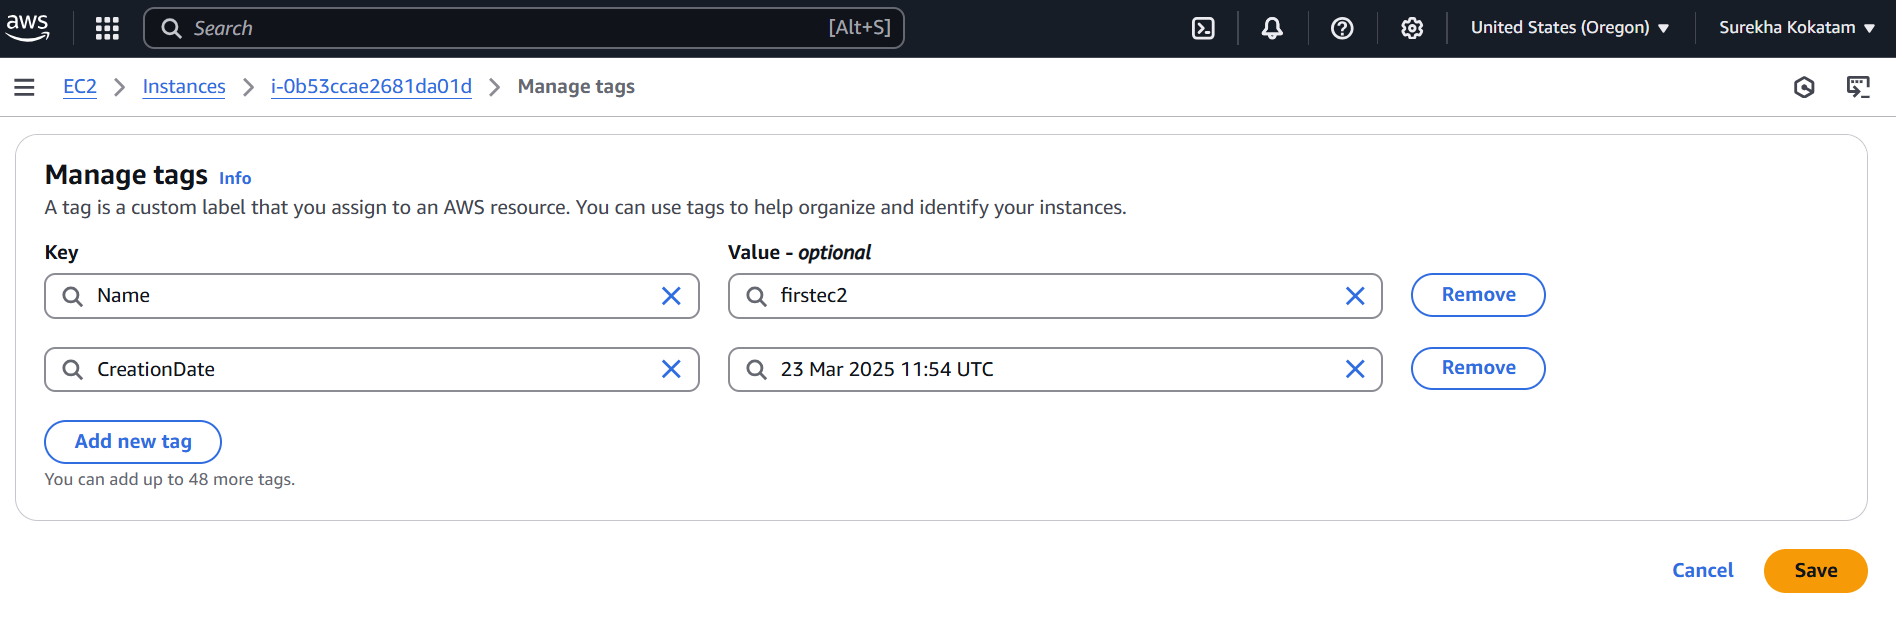 aws
Search [Alt+S]
United States (Oregon)
Surekha Kokatam
EC2 Instances i-0b53ccae2681da01d Manage tags
Manage tags Info
A tag is a custom label that you assign to an AWS resource. You can use tags to help organize and identify your instances.
Key
Value - optional
Name
firstec2
Remove
CreationDate
23 Mar 2025 11:54 UTC
Remove
Add new tag
You can add up to 48 more tags.
Cancel
Save